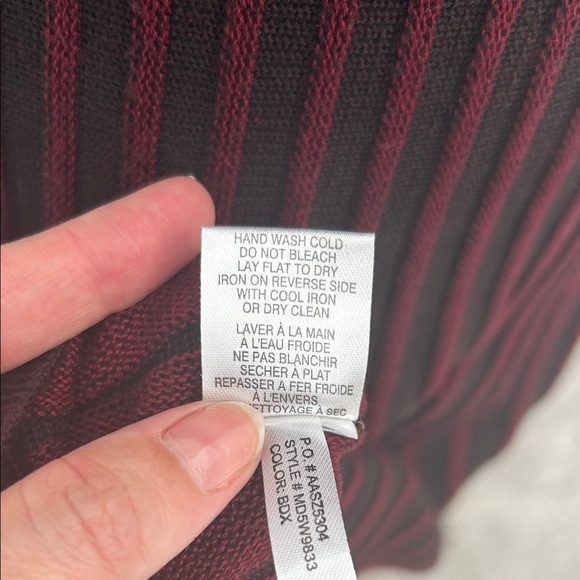 HAND WASH COLD
DO NOT BLEACH
LAY FLAT TO DRY
IRON ON REVERSE SIDE
WITH COOL IRON
OR DRY CLEAN
LAVER À LA MAIN
À L'EAU FROIDE
NE PAS BLANCHIR
SECHER À PLAT
REPASSER A FER FROIDE
À L'ENVERS
NETTOYAGE À SEC
P.O. # AASZ5304
STYLE # MD5W9833
COLOR: BDX